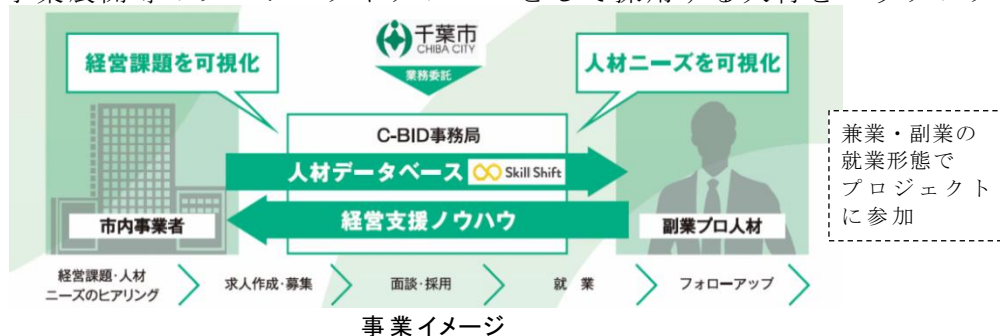 千葉市
CHIBA CITY
業務委託
経営課題を可視化
人材ニーズを可視化
C-BID事務局
人材データベース Skill Shift
経営支援ノウハウ
市内事業者
副業プロ人材
兼業・副業の
就業形態で
プロジェクト
に参加
経営課題・人材
ニーズのヒアリング
求人作成・募集
面談・採用
就 業
フォローアップ
事業イメージ